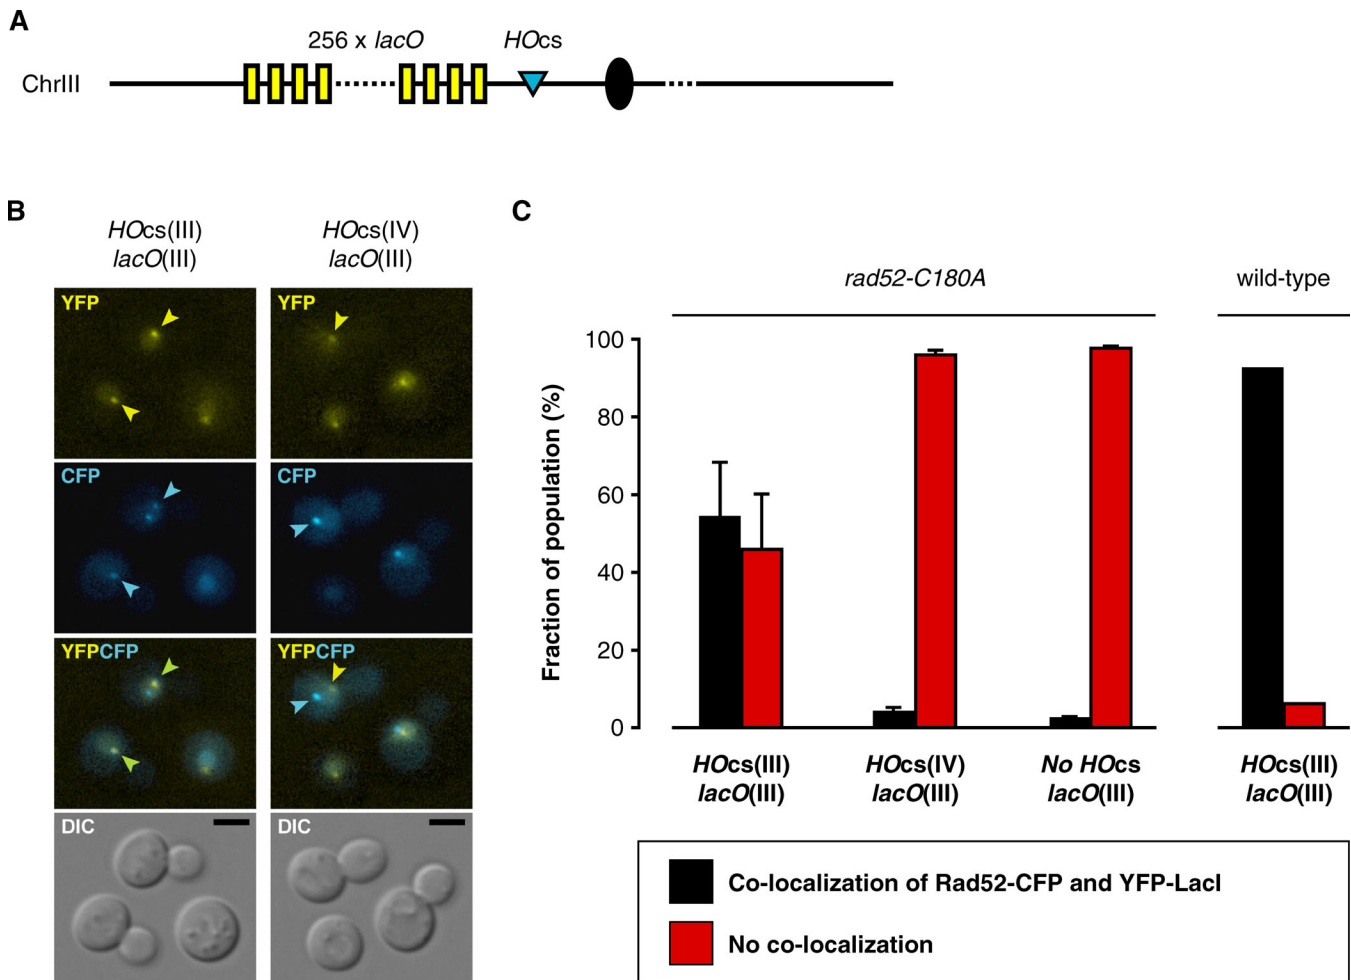 A
256 x lacO
HOcs
ChrIII
B
HOcs(III)
lacO(III)
HOcs(IV)
lacO(III)
YFP
YFP
CFP
CFP
YFPCFP
YFPCFP
DIC
DIC
C
rad52-C180A
wild-type
Fraction of population (%)
100
80
60
40
20
0
HOcs(III)
lacO(III)
HOcs(IV)
lacO(III)
No HOcs
lacO(III)
HOcs(III)
lacO(III)
Co-localization of Rad52-CFP and YFP-LacI
No co-localization